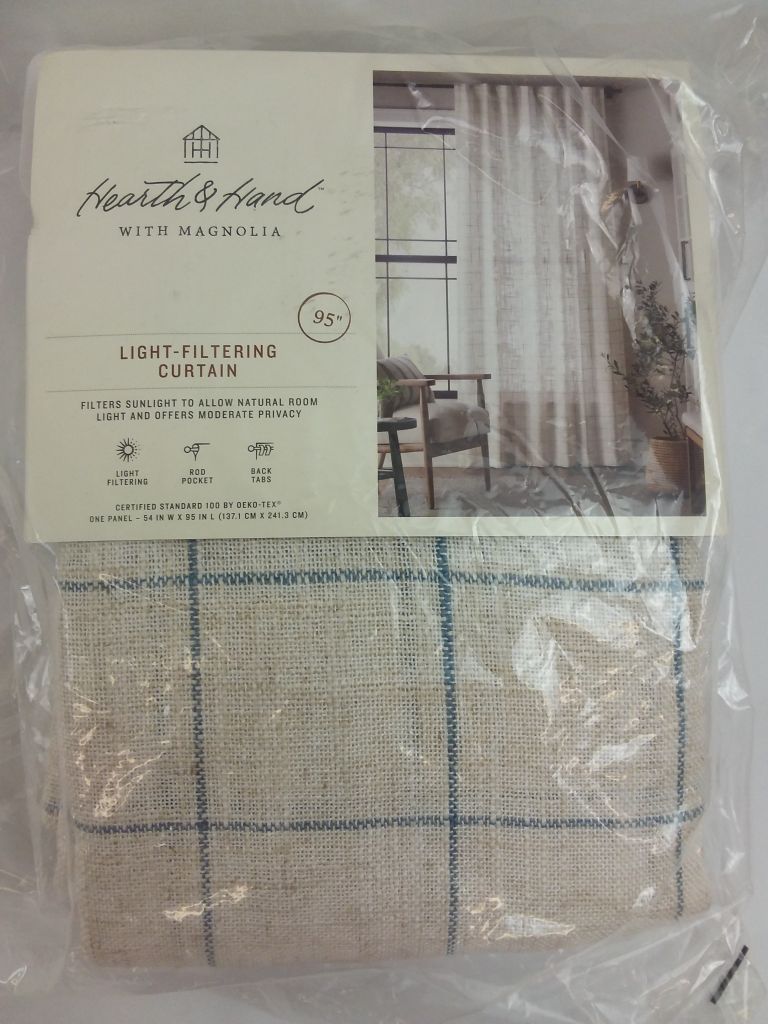 Hearth & Hand™
WITH MAGNOLIA
95"
LIGHT-FILTERING
CURTAIN
FILTERS SUNLIGHT TO ALLOW NATURAL ROOM
LIGHT AND OFFERS MODERATE PRIVACY
LIGHT
FILTERING
ROD
POCKET
BACK
TABS
CERTIFIED STANDARD 100 BY OEKO-TEX®
ONE PANEL – 54 IN W X 95 IN L (137.1 CM X 241.3 CM)